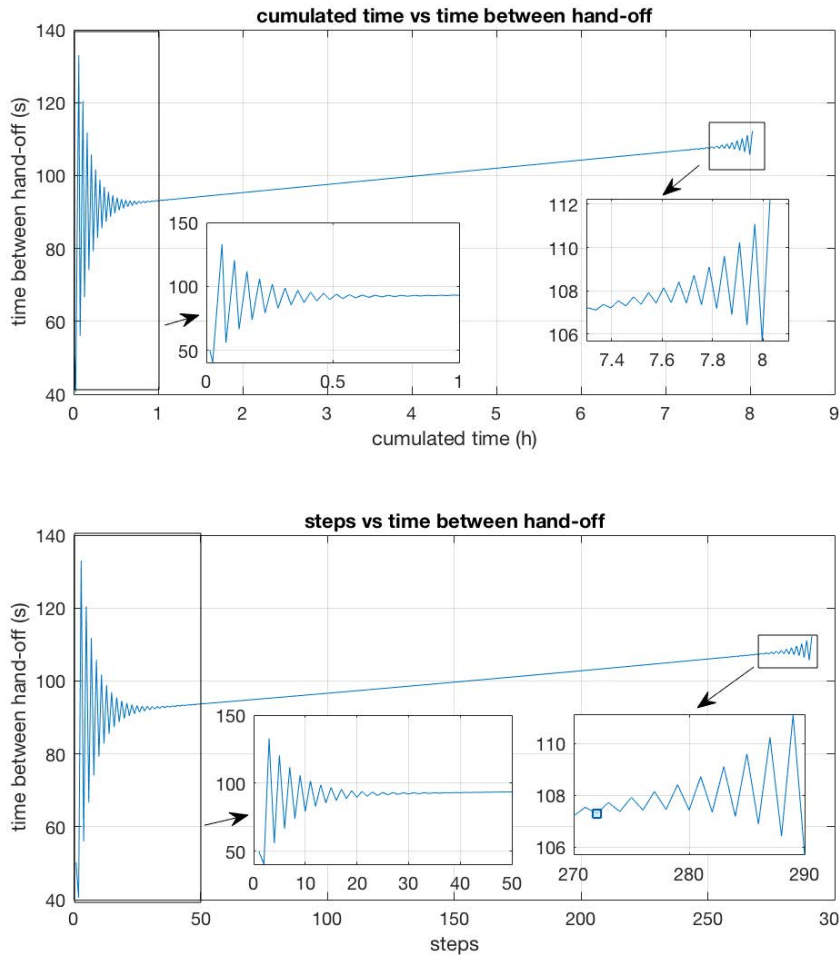 cumulated time vs time between hand-off
time between hand-off (s)
140
120
100
80
60
40
150
100
50
0 0.5 1
112
110
108
106
7.4 7.6 7.8 8
0 1 2 3 4 5 6 7 8 9
cumulated time (h)
steps vs time between hand-off
time between hand-off (s)
140
120
100
80
60
40
150
100
50
0 10 20 30 40 50
110
108
106
270 280 290
0 50 100 150 200 250 30
steps